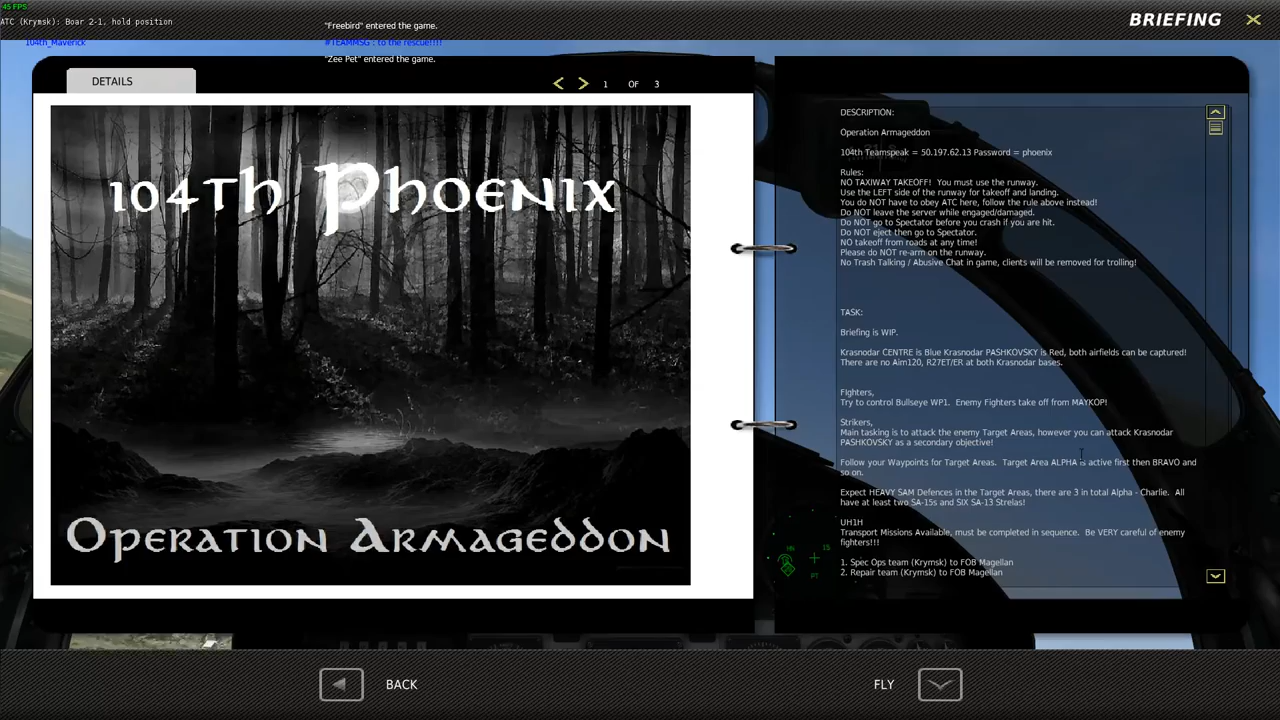 45 FPS
ATC (Krymsk): Boar 2-1, hold position
"Freebird" entered the game.
104th_Maverick
#TEAMMSG : to the rescue!!!!
"Zee Pet" entered the game.
BRIEFING
DETAILS
1 OF 3
104th Phoenix
Operation Armageddon
DESCRIPTION:
Operation Armageddon
104th Teamspeak = 50.197.62.13 Password = phoenix
Rules:
NO TAXIWAY TAKEOFF! You must use the runway.
Use the LEFT side of the runway for takeoff and landing.
You do NOT have to obey ATC here, follow the rule above instead!
Do NOT leave the server while engaged/damaged.
Do NOT go to Spectator before you crash if you are hit.
Do NOT eject then go to Spectator.
NO takeoff from roads at any time!
Please do NOT re-arm on the runway.
No Trash Talking / Abusive Chat in game, clients will be removed for trolling!
TASK:
Briefing is WIP.
Krasnodar CENTRE is Blue Krasnodar PASHKOVSKY is Red, both airfields can be captured!
There are no Aim120, R27ET/ER at both Krasnodar bases.
Fighters,
Try to control Bullseye WP1. Enemy Fighters take off from MAYKOP!
Strikers,
Main tasking is to attack the enemy Target Areas, however you can attack Krasnodar
PASHKOVSKY as a secondary objective!
Follow your Waypoints for Target Areas. Target Area ALPHA is active first then BRAVO and
so on.
Expect HEAVY SAM Defences in the Target Areas, there are 3 in total Alpha - Charlie. All
have at least two SA-15s and SIX SA-13 Strelas!
UH1H
Transport Missions Available, must be completed in sequence. Be VERY careful of enemy
fighters!!!
1. Spec Ops team (Krymsk) to FOB Magellan
2. Repair team (Krymsk) to FOB Magellan
15
PT
BACK
FLY